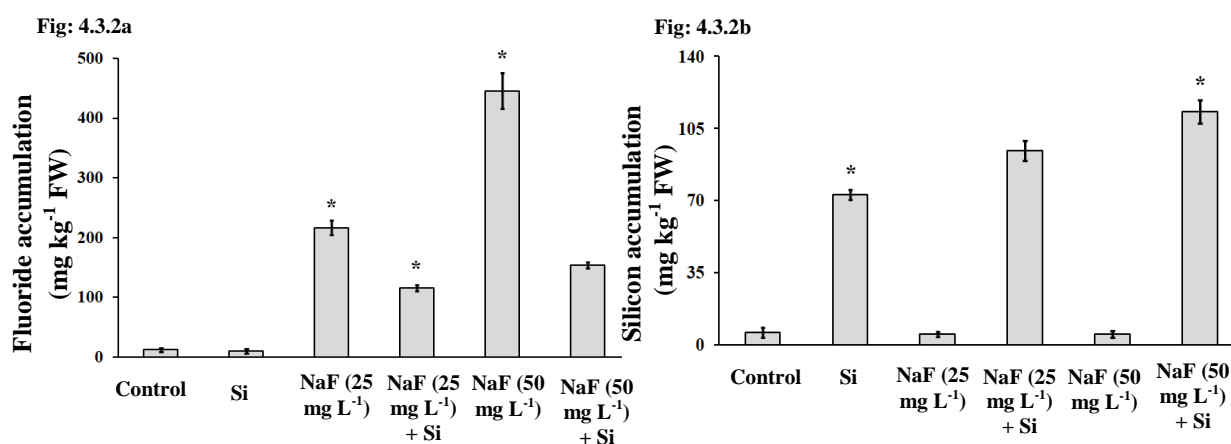 Fig: 4.3.2a
Fluoride accumulation
(mg kg⁻¹ FW)
500
400
300
200
100
0
*
*
*
Control
Si
NaF (25
mg L⁻¹)
NaF (25
mg L⁻¹)
+ Si
NaF (50
mg L⁻¹)
NaF (50
mg L⁻¹)
+ Si
Fig: 4.3.2b
Silicon accumulation
(mg kg⁻¹ FW)
140
105
70
35
0
*
*
Control
Si
NaF (25
mg L⁻¹)
NaF (25
mg L⁻¹)
+ Si
NaF (50
mg L⁻¹)
NaF (50
mg L⁻¹)
+ Si